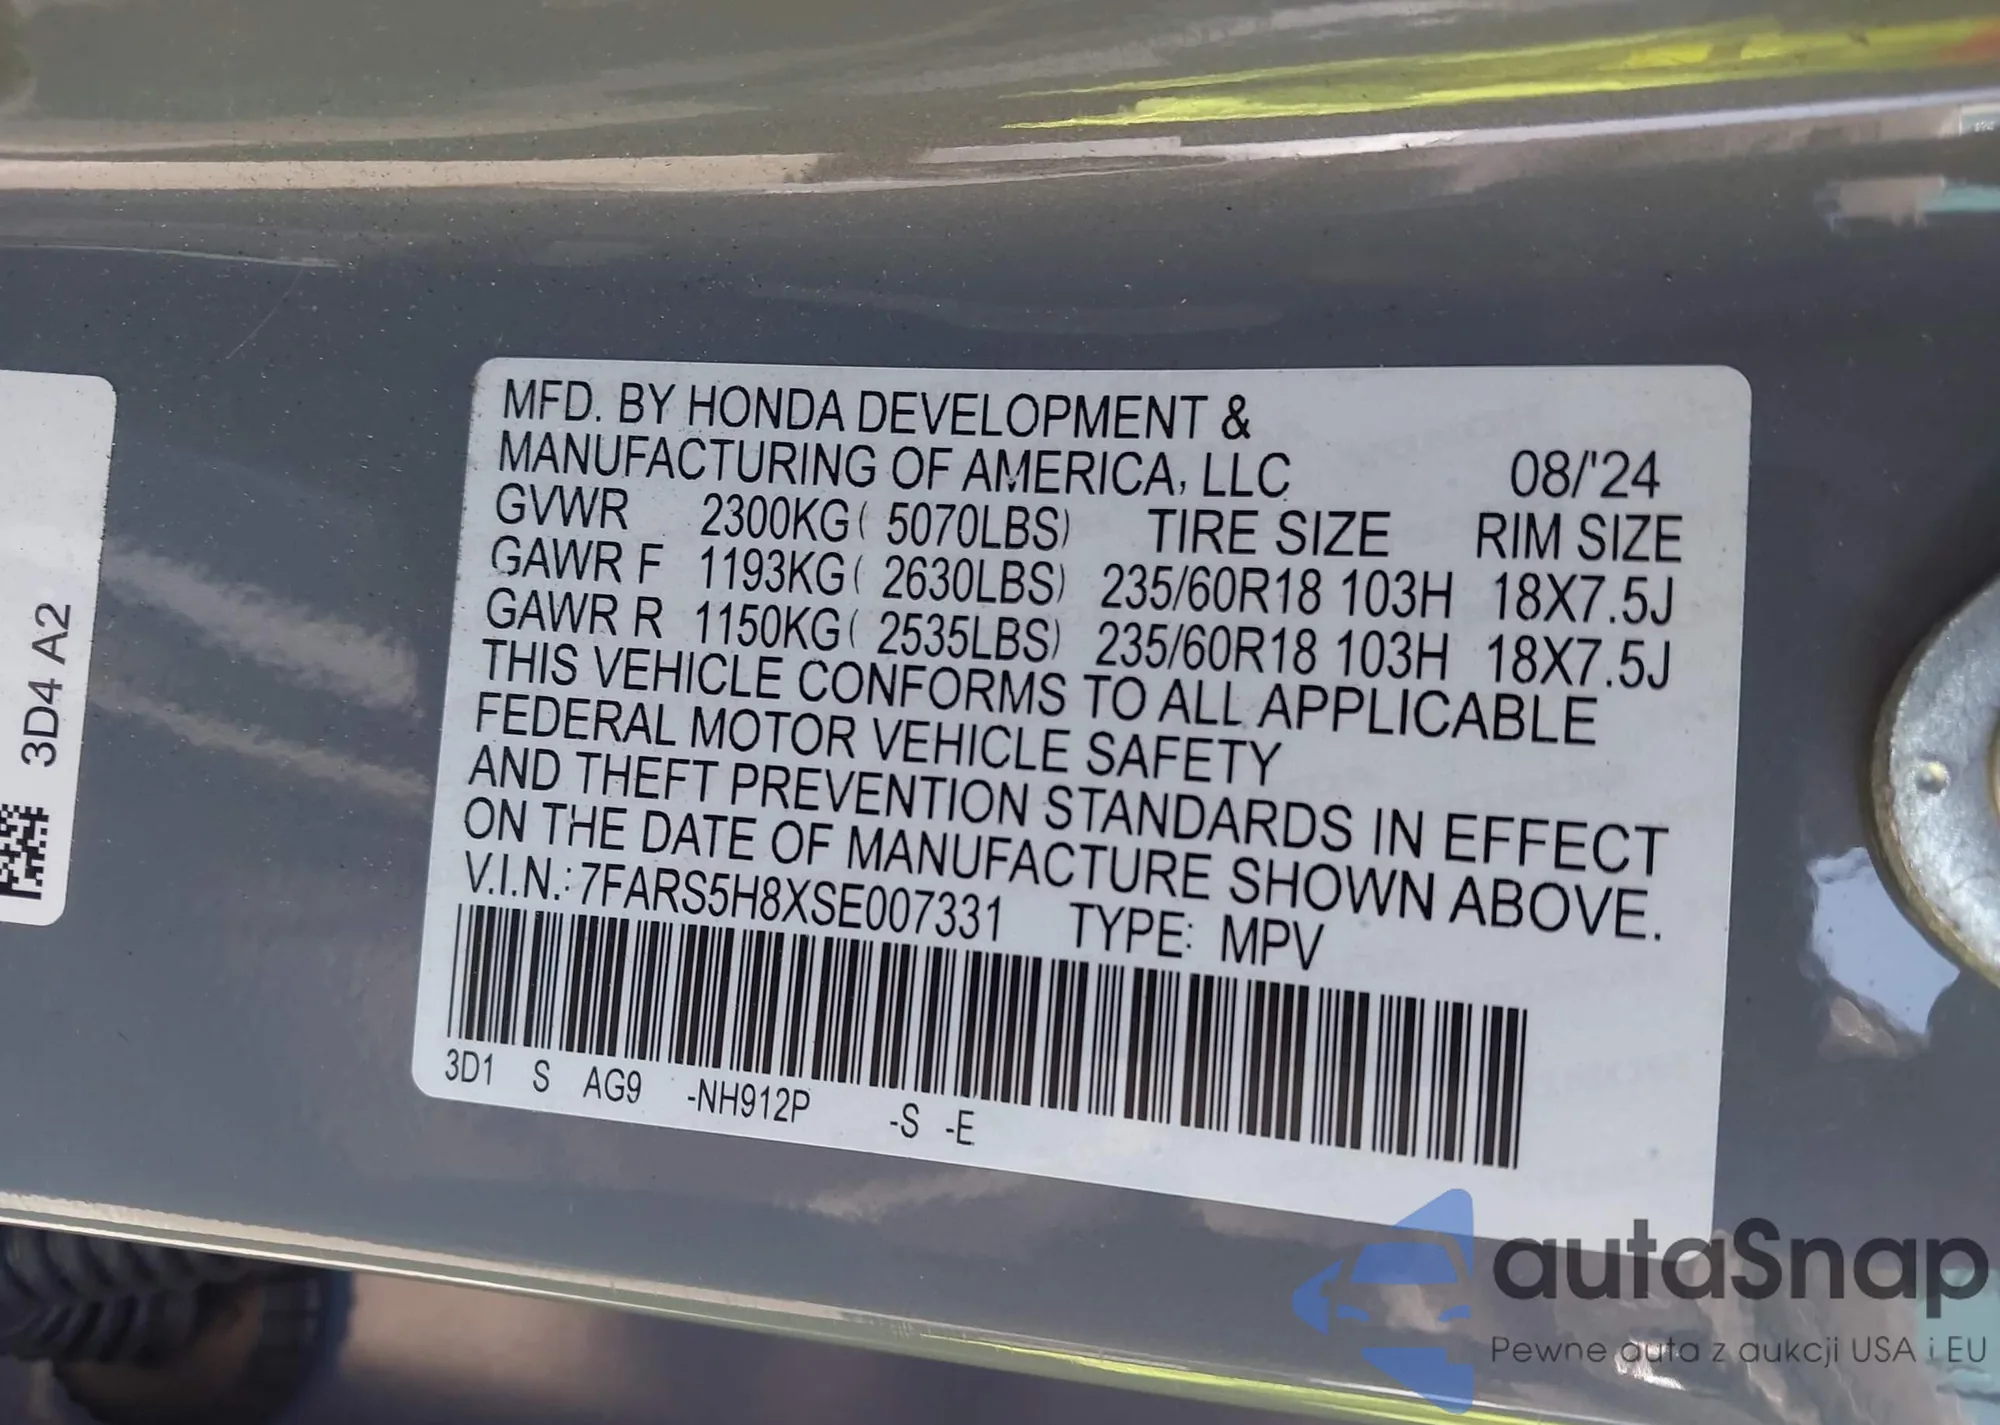 MFD. BY HONDA DEVELOPMENT &
MANUFACTURING OF AMERICA, LLC 08/'24
GVWR 2300KG( 5070LBS) TIRE SIZE RIM SIZE
GAWR F 1193KG( 2630LBS) 235/60R18 103H 18X7.5J
GAWR R 1150KG( 2535LBS) 235/60R18 103H 18X7.5J
THIS VEHICLE CONFORMS TO ALL APPLICABLE
FEDERAL MOTOR VEHICLE SAFETY
AND THEFT PREVENTION STANDARDS IN EFFECT
ON THE DATE OF MANUFACTURE SHOWN ABOVE.
V.I.N.: 7FARS5H8XSE007331 TYPE: MPV
3D1 S AG9 -NH912P -S -E
3D4 A2
autaSnap
Pewne auta z aukcji USA i EU